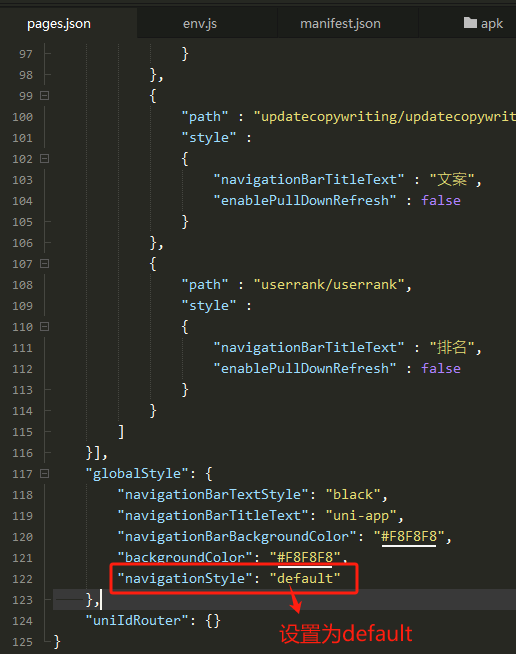 pages.json env.js manifest.json apk
97 }
98 },
99 {
100 "path" : "updatecopywriting/updatecopywrit
101 "style" :
102 {
103 "navigationBarTitleText" : "文案",
104 "enablePullDownRefresh" : false
105 }
106 },
107 {
108 "path" : "userrank/userrank",
109 "style" :
110 {
111 "navigationBarTitleText" : "排名",
112 "enablePullDownRefresh" : false
113 }
114 }
115 ]
116 }],
117 "globalStyle": {
118 "navigationBarTextStyle": "black",
119 "navigationBarTitleText": "uni-app",
120 "navigationBarBackgroundColor": "#F8F8F8",
121 "backgroundColor": "#F8F8F8",
122 "navigationStyle": "default"
123 },
124 "uniIdRouter": {}
125 }
设置为default